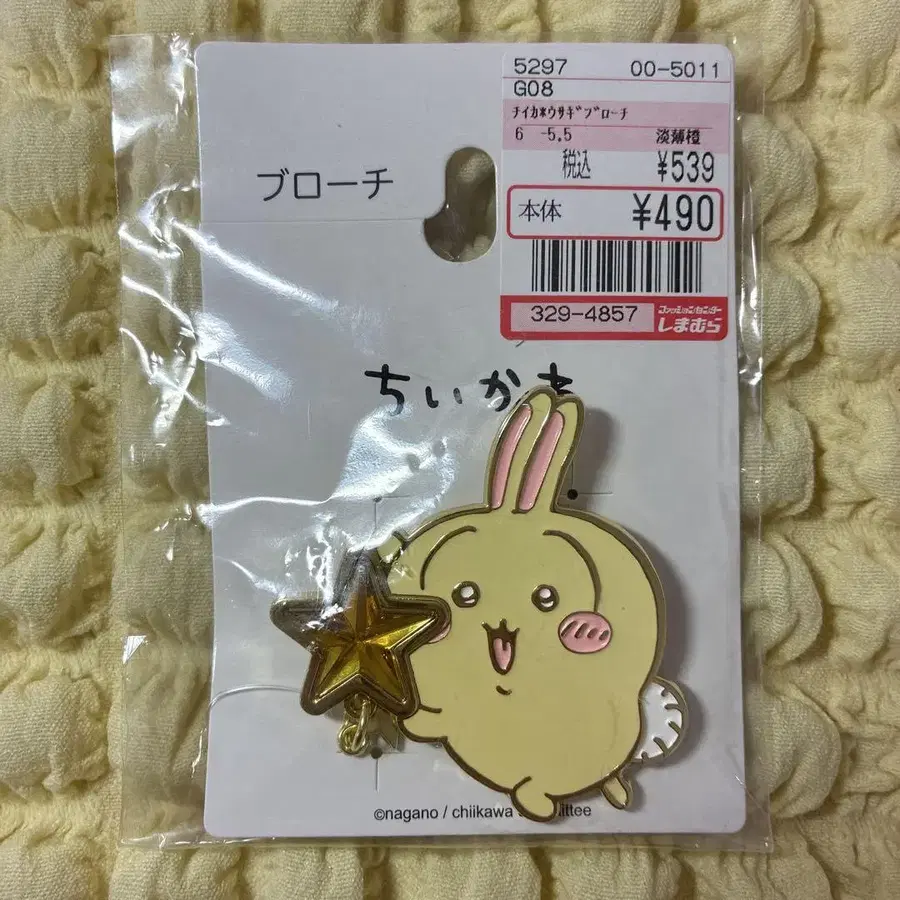 5297 00-5011
G08
ﾁｲｶ*ｳｻｷﾞﾌﾞﾛｰﾁ
6 -5.5 淡薄橙
税込 ¥539
本体 ¥490
329-4857 ファッションセンター
しまむら
ブローチ
ちいかわ
©nagano / chiikawa committee